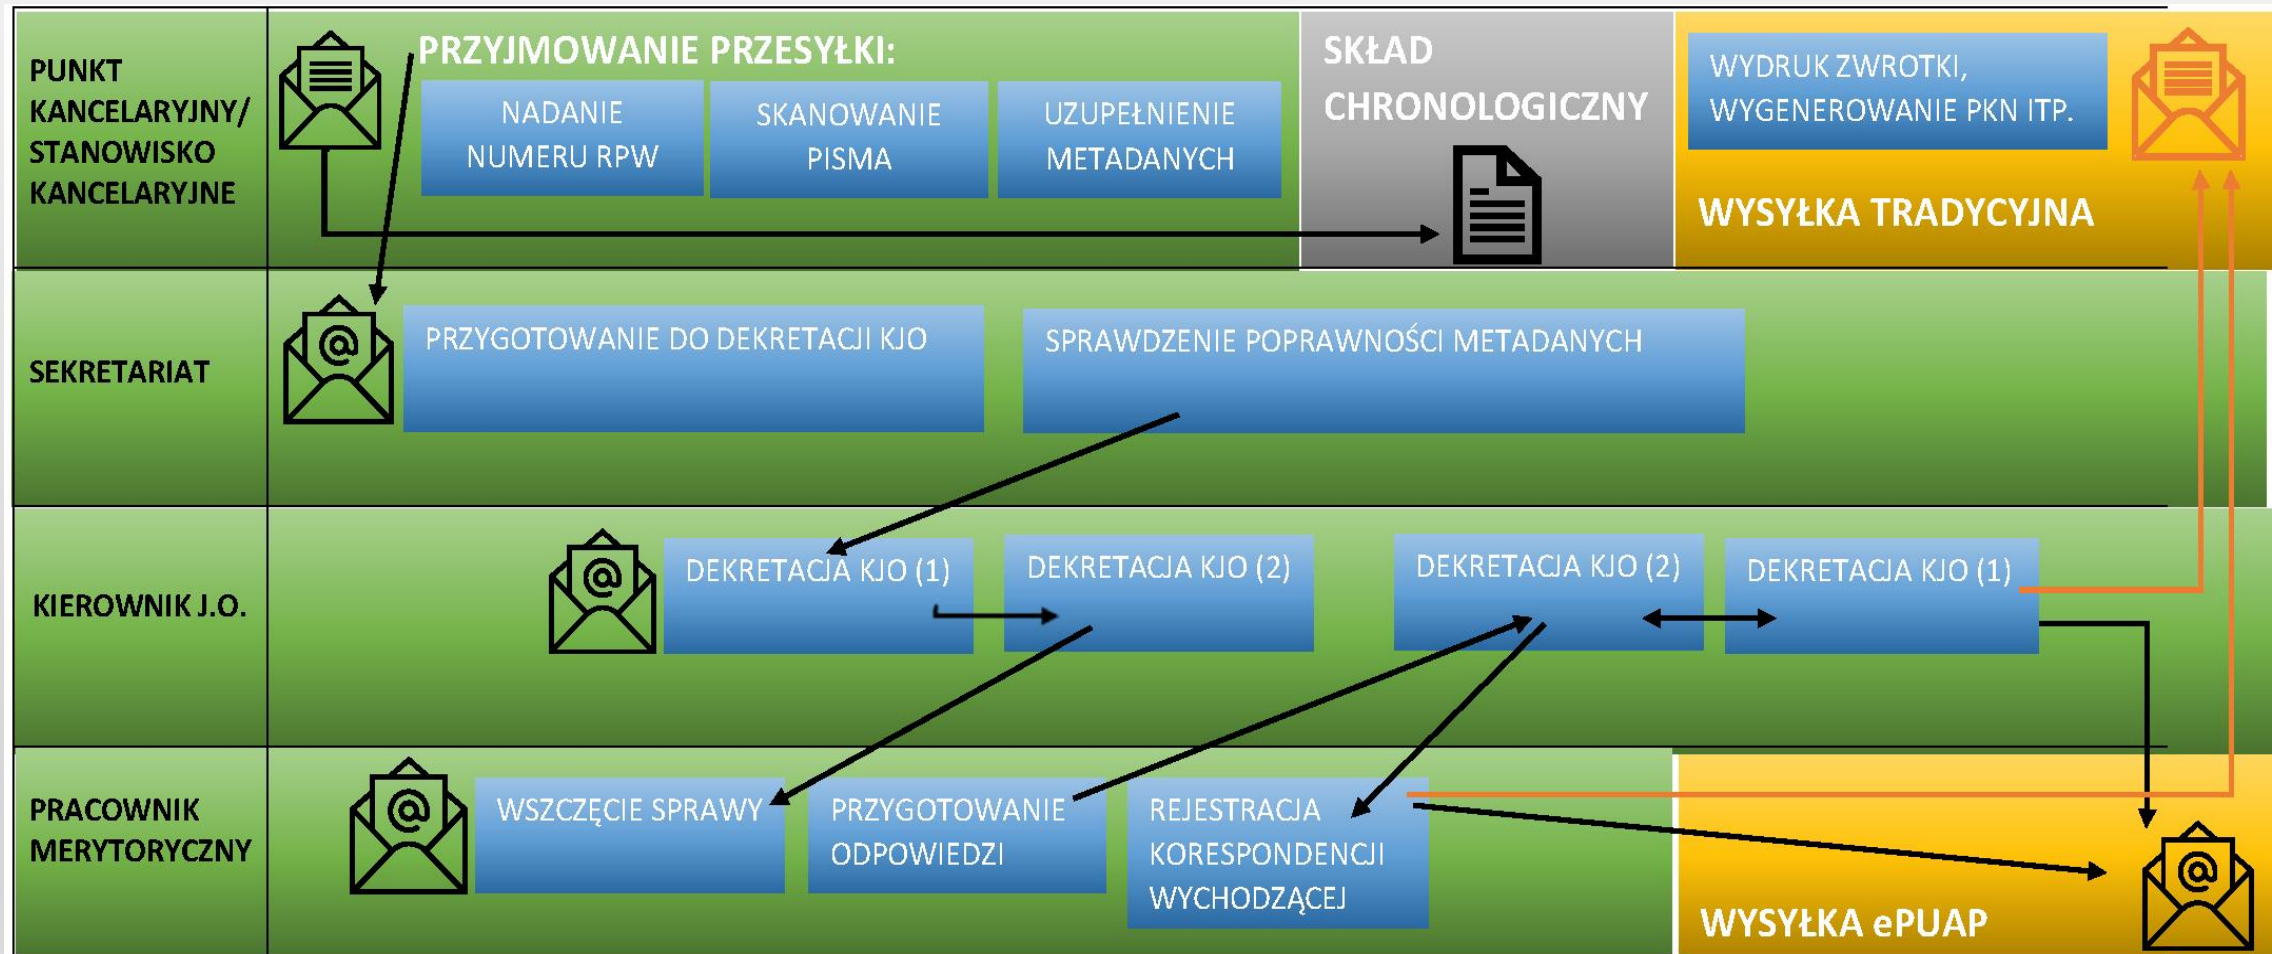 PUNKT
KANCELARYJNY/
STANOWISKO
KANCELARYJNE
PRZYJMOWANIE PRZESYŁKI:
NADANIE
NUMERU RPW
SKANOWANIE
PISMA
UZUPEŁNIENIE
METADANYCH
SKŁAD
CHRONOLOGICZNY
WYDRUK ZWROTKI,
WYGENEROWANIE PKN ITP.
WYSYŁKA TRADYCYJNA
SEKRETARIAT
@
PRZYGOTOWANIE DO DEKRETACJI KJO
SPRAWDZENIE POPRAWNOŚCI METADANYCH
KIEROWNIK J.O.
@
DEKRETACJA KJO (1)
DEKRETACJA KJO (2)
DEKRETACJA KJO (2)
DEKRETACJA KJO (1)
PRACOWNIK
MERYTORYCZNY
@
WSZCZĘCIE SPRAWY
PRZYGOTOWANIE
ODPOWIEDZI
REJESTRACJA
KORESPONDENCJI
WYCHODZĄCEJ
WYSYŁKA ePUAP
@